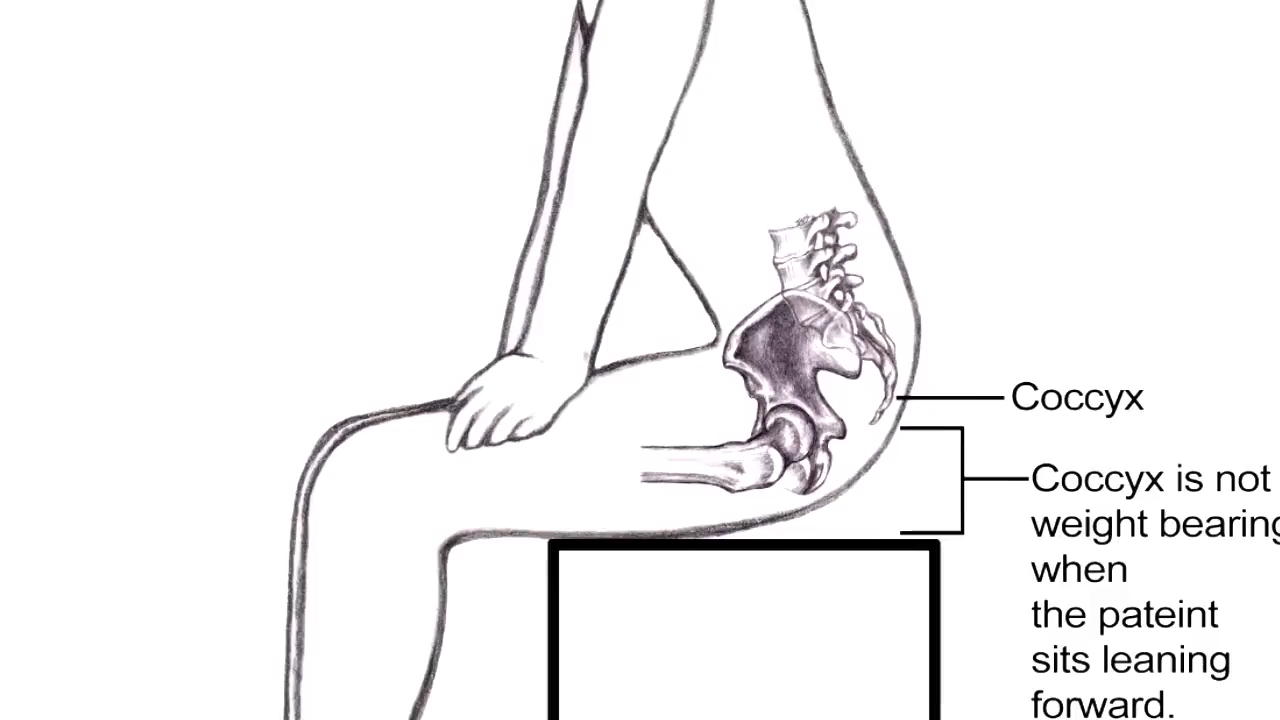 Coccyx
Coccyx is not
weight bearing
when
the pateint
sits leaning
forward.